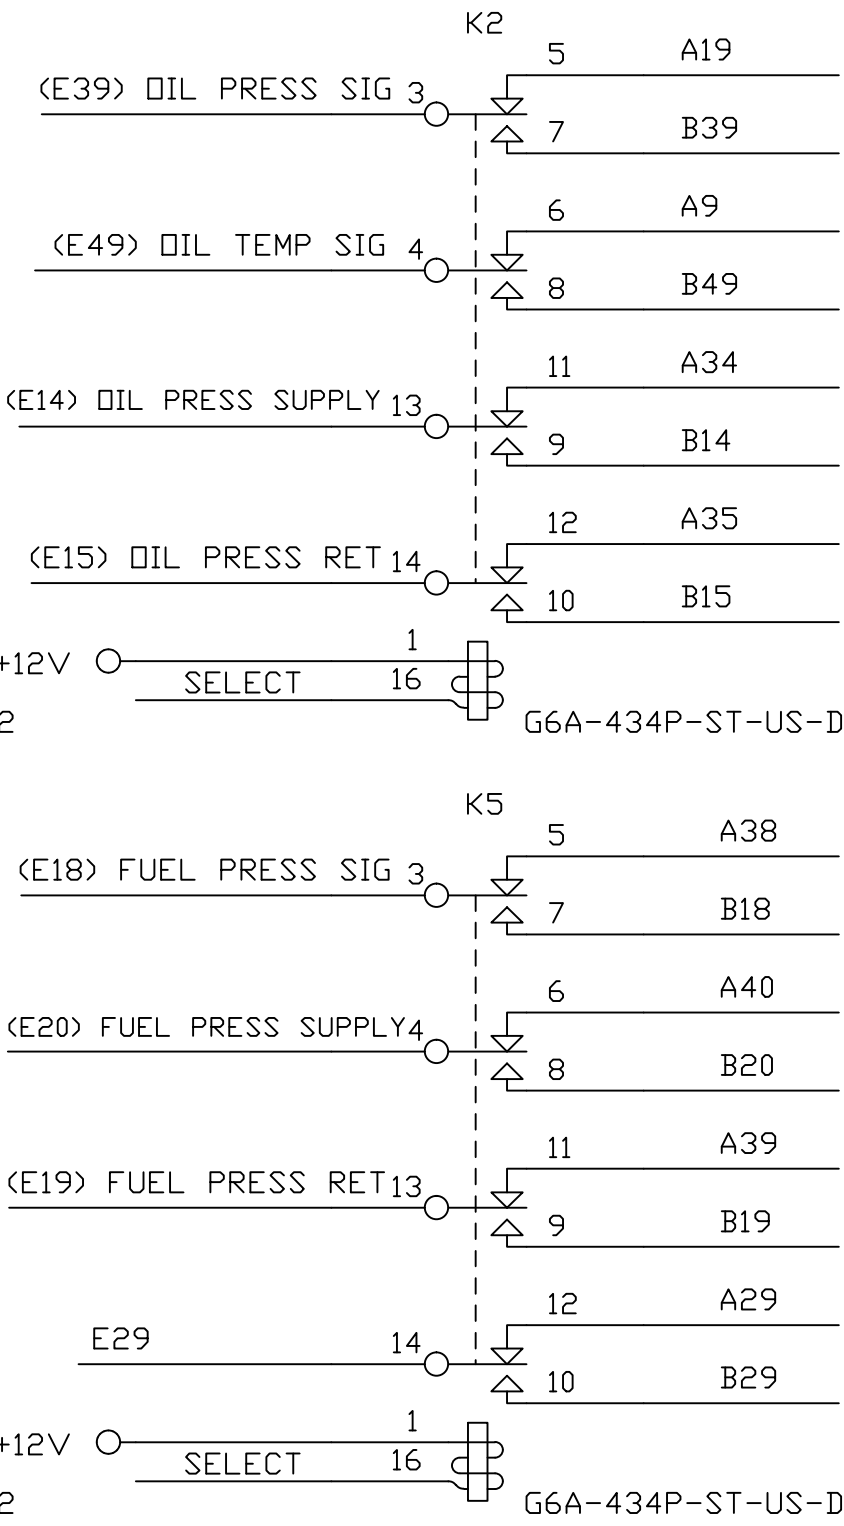 K2
5 A19
(E39) OIL PRESS SIG 3
7 B39
6 A9
(E49) OIL TEMP SIG 4
8 B49
11 A34
(E14) OIL PRESS SUPPLY 13
9 B14
12 A35
(E15) OIL PRESS RET 14
10 B15
+12V 1
SELECT 16
2 G6A-434P-ST-US-D
K5
5 A38
(E18) FUEL PRESS SIG 3
7 B18
6 A40
(E20) FUEL PRESS SUPPLY 4
8 B20
11 A39
(E19) FUEL PRESS RET 13
9 B19
12 A29
E29 14
10 B29
+12V 1
SELECT 16
2 G6A-434P-ST-US-D